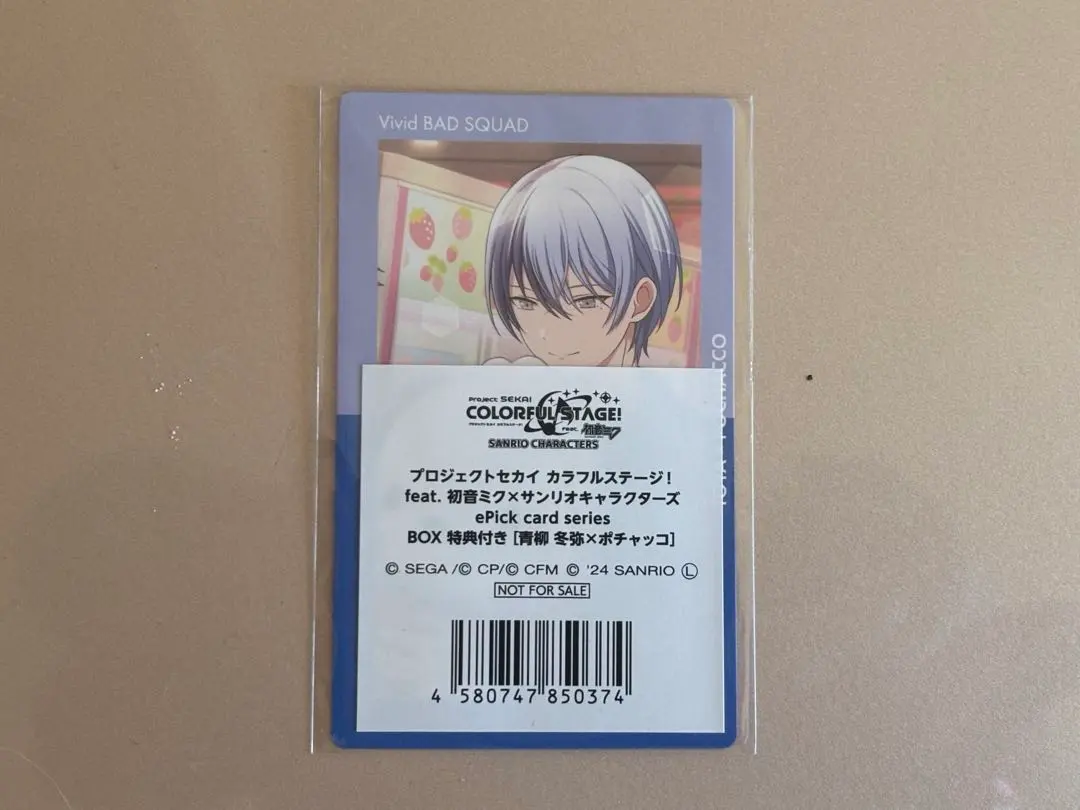 Vivid BAD SQUAD
Project SEKAI
COLORFUL STAGE!
feat. 初音ミク
SANRIO CHARACTERS
プロジェクトセカイ カラフルステージ!
feat. 初音ミク×サンリオキャラクターズ
ePick card series
BOX 特典付き [青柳 冬弥×ポチャッコ]
© SEGA /© CP/© CFM © '24 SANRIO Ⓛ
NOT FOR SALE
4 580747 850374